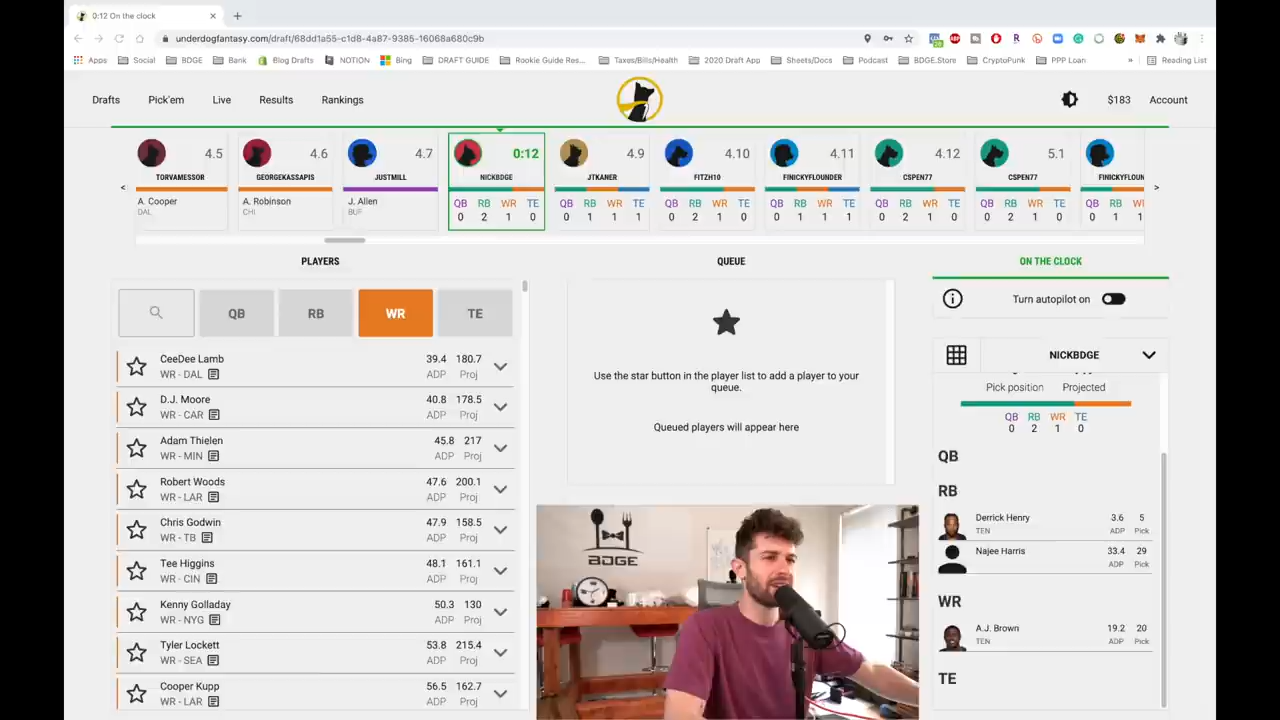 0:12 On the clock
underdogfantasy.com/draft/68dd1a55-c1d8-4a87-9385-16068a680c9b
Apps Social BDGE Bank Blog Drafts NOTION Bing DRAFT GUIDE Rookie Guide Res... Taxes/Bills/Health 2020 Draft App Sheets/Docs Podcast BDGE.Store CryptoPunk PPP Loan » Reading List
Drafts Pick'em Live Results Rankings $183 Account
4.5 4.6 4.7 0:12 4.9 4.10 4.11 4.12 5.1
TORVAMESSOR GEORGEKASSAPIS JUSTMILL NICKBDGE JTKANER FITZH10 FINICKYFLOUNDER CSPEN77 CSPEN77 FINICKYFLOUN
< >
A. Cooper A. Robinson J. Allen QB RB WR TE QB RB WR TE QB RB WR TE QB RB WR TE QB RB WR TE QB RB WR TE QB RB WI
DAL CHI BUF 0 2 1 0 0 1 1 1 0 2 1 0 0 1 1 1 0 2 1 0 0 2 1 0 0 1 1
PLAYERS
QB RB WR TE
CeeDee Lamb 39.4 180.7
WR - DAL ADP Proj
D.J. Moore 40.8 178.5
WR - CAR ADP Proj
Adam Thielen 45.8 217
WR - MIN ADP Proj
Robert Woods 47.6 200.1
WR - LAR ADP Proj
Chris Godwin 47.9 158.5
WR - TB ADP Proj
Tee Higgins 48.1 161.1
WR - CIN ADP Proj
Kenny Golladay 50.3 130
WR - NYG ADP Proj
Tyler Lockett 53.8 215.4
WR - SEA ADP Proj
Cooper Kupp 56.5 162.7
WR - LAR ADP Proj
QUEUE
Use the star button in the player list to add a player to your
queue.
Queued players will appear here
BDGE
ON THE CLOCK
Turn autopilot on
NICKBDGE
Pick position Projected
QB RB WR TE
0 2 1 0
QB
RB
Derrick Henry 3.6 5
TEN ADP Pick
Najee Harris 33.4 29
ADP Pick
WR
A.J. Brown 19.2 20
TEN ADP Pick
TE